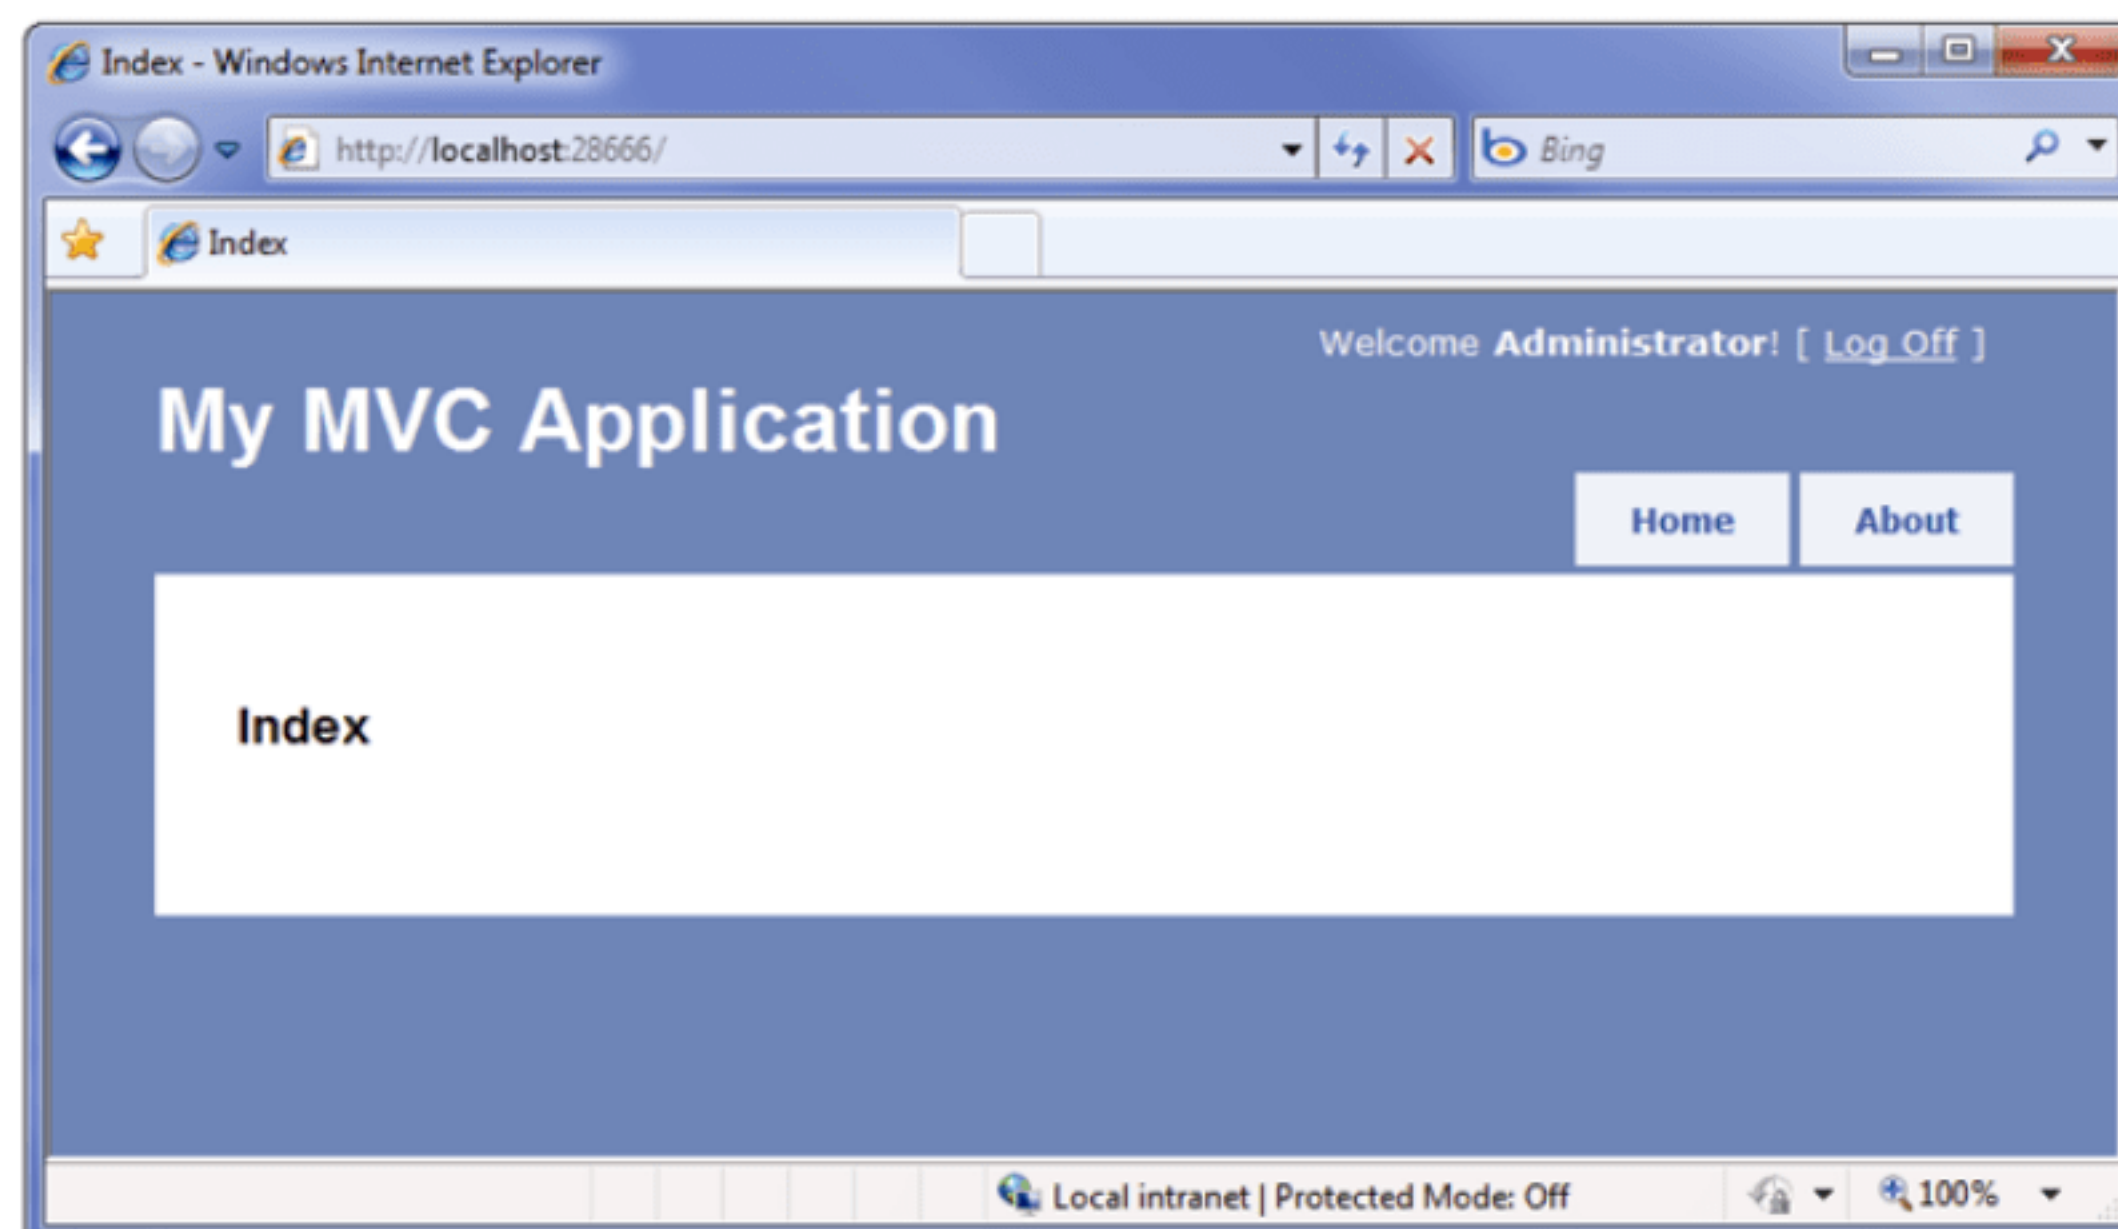 Index - Windows Internet Explorer
http://localhost:28666/
Bing
Index
Welcome Administrator! [ Log Off ]
My MVC Application
Home About
Index
Local intranet | Protected Mode: Off 100%